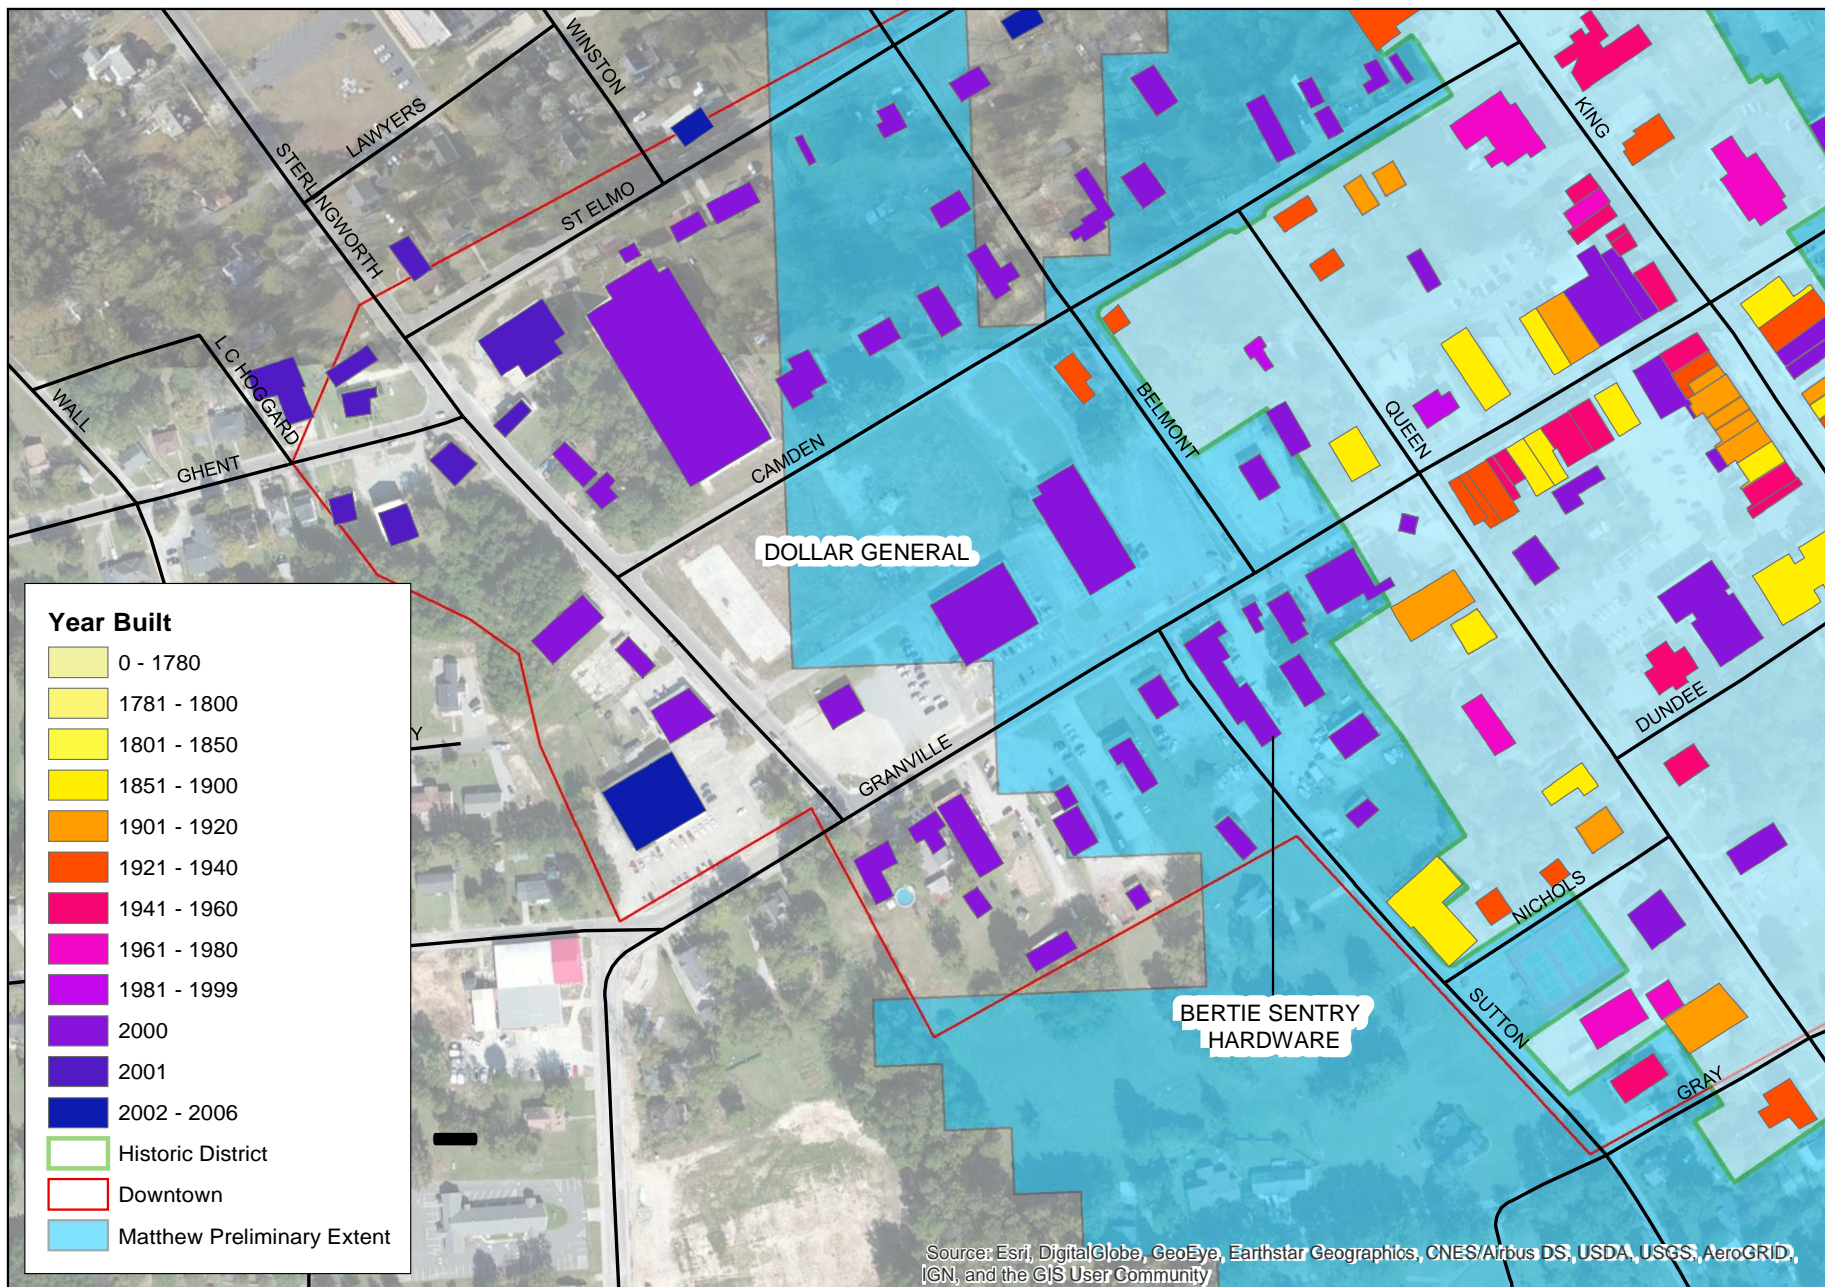 WINSTON
LAWYERS
KING
STERLINGWORTH
ST ELMO
L C HOGGARD
WALL
BELMONT
QUEEN
CAMDEN
GHENT
DOLLAR GENERAL
DUNDEE
GRANVILLE
Y
NICHOLS
BERTIE SENTRY
HARDWARE
SUTTON
GRAY
Year Built
0 - 1780
1781 - 1800
1801 - 1850
1851 - 1900
1901 - 1920
1921 - 1940
1941 - 1960
1961 - 1980
1981 - 1999
2000
2001
2002 - 2006
Historic District
Downtown
Matthew Preliminary Extent
Source: Esri, DigitalGlobe, GeoEye, Earthstar Geographics, CNES/Airbus DS, USDA, USGS, AeroGRID,
IGN, and the GIS User Community